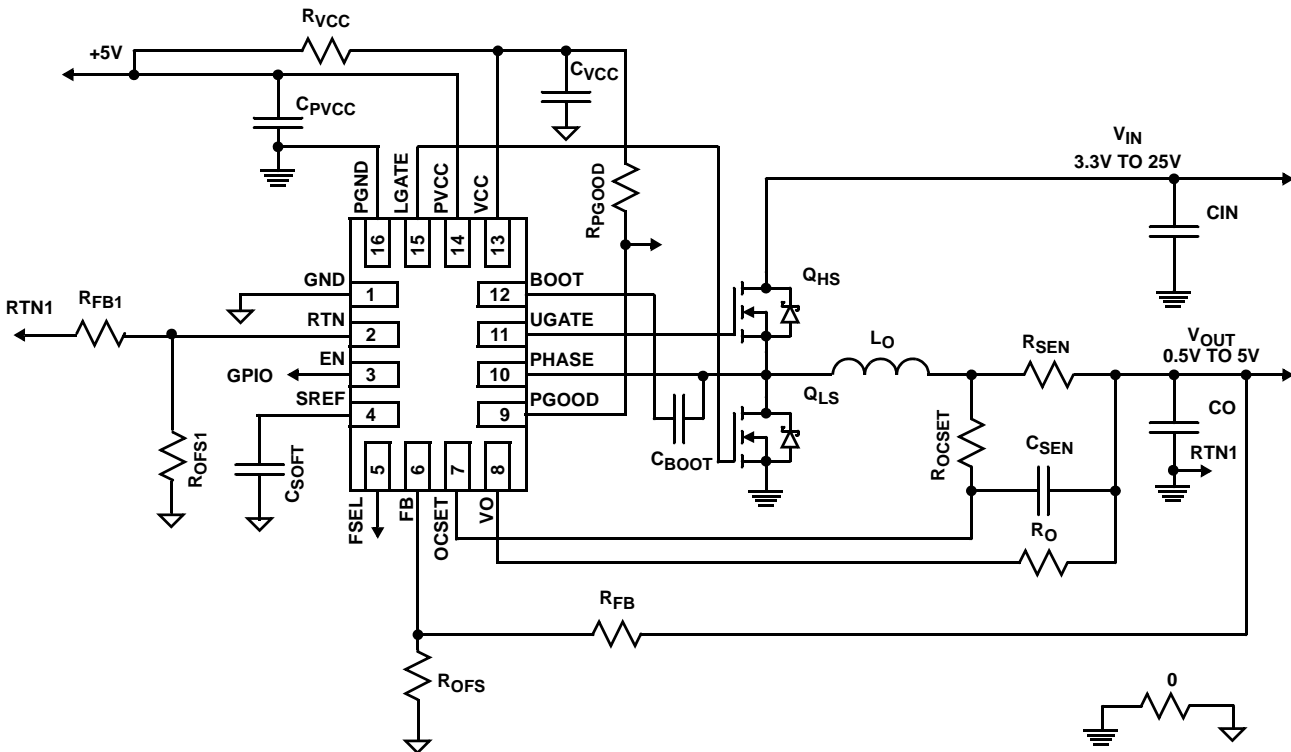 RVCC
+5V
CVCC
CPVCC
VIN
3.3V TO 25V
PGND
LGATE
PVCC
VCC
RPGOOD
CIN
16
15
14
13
GND
1
BOOT
12
QHS
RTN1
RFB1
RTN
2
UGATE
11
LO
RSEN
VOUT
0.5V TO 5V
EN
3
PHASE
10
GPIO
QLS
SREF
4
PGOOD
9
CO
ROFS1
CSOFT
5
6
7
8
CBOOT
ROCSET
CSEN
RTN1
FSEL
FB
OCSET
VO
RO
RFB
ROFS
0